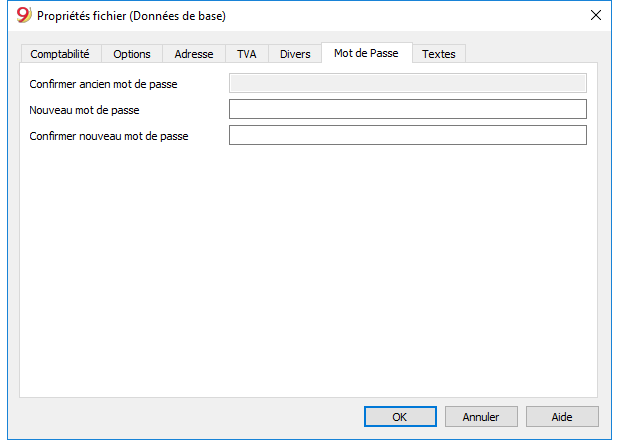 9 Propriétés fichier (Données de base)
Comptabilité Options Adresse TVA Divers Mot de Passe Textes
Confirmer ancien mot de passe
Nouveau mot de passe
Confirmer nouveau mot de passe
OK Annuler Aide